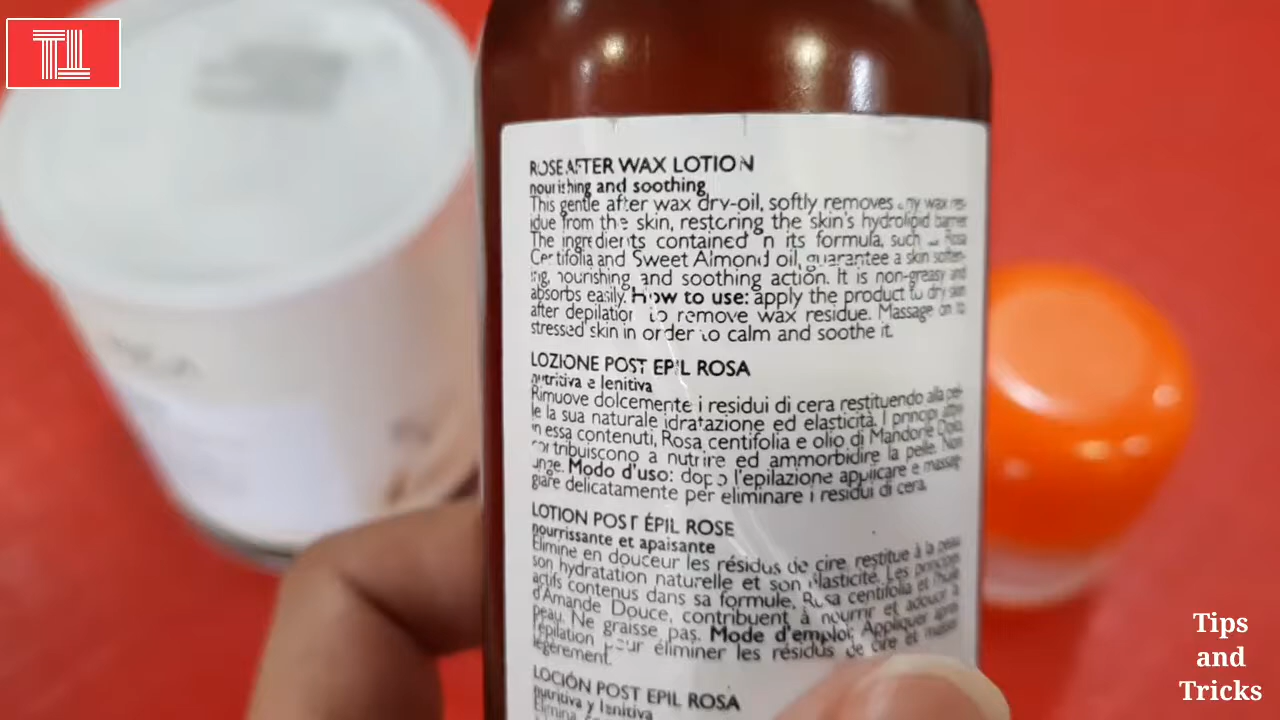 TL
ROSE AFTER WAX LOTION
nourishing and soothing
This gentle after wax dry-oil, softly removes any wax res-
idue from the skin, restoring the skin's hydrolipid barrier
The ingredients contained in its formula, such as Rosa
Centifolia and Sweet Almond oil, guarantee a skin soften-
ing, nourishing and soothing action. It is non-greasy and
absorbs easily. How to use: apply the product to dry skin
after depilation to remove wax residue. Massage on to
stressed skin in order to calm and soothe it.
LOZIONE POST EPIL ROSA
nutritiva e lenitiva
Rimuove dolcemente i residui di cera restituendo alla pel-
le la sua naturale idratazione ed elasticità. I principi attivi
in essa contenuti, Rosa centifolia e olio di Mandorle Dolci,
contribuiscono a nutrire ed ammorbidire la pelle. Non
unge. Modo d'uso: dopo l'epilazione applicare e massag-
giare delicatamente per eliminare i residui di cera.
LOTION POST ÉPIL ROSE
nourrissante et apaisante
Élimine en douceur les résidus de cire, restitue à la peau
son hydratation naturelle et son élasticité. Les principes
actifs contenus dans sa formule, Rosa centifolia et huile
d'Amande Douce, contribuent à nourrir et adoucir la
peau. Ne graisse pas. Mode d'emploi: Appliquer après
l'épilation pour éliminer les résidus de cire et masser
légèrement.
LOCIÓN POST EPIL ROSA
nutritiva y lenitiva
Elimina
Tips
and
Tricks